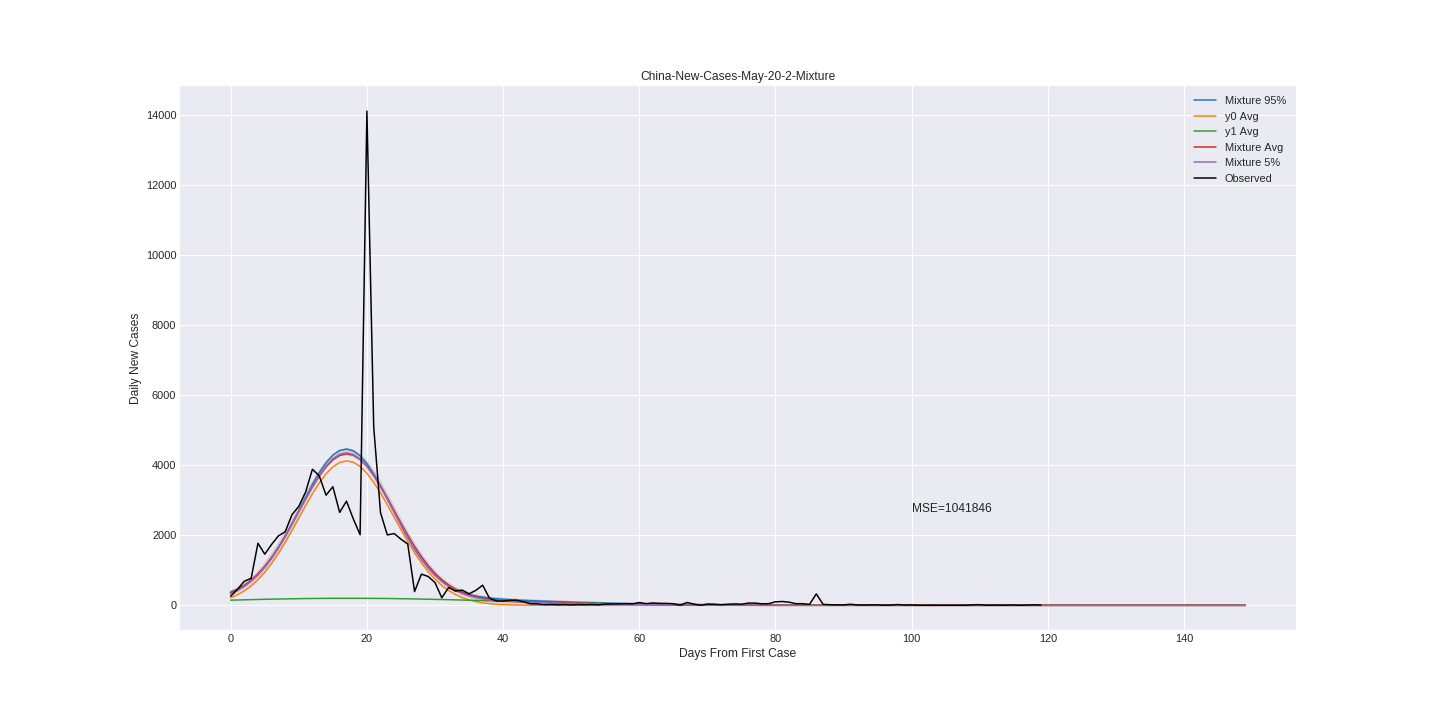 China-New-Cases-May-20-2-Mixture
Mixture 95%
y0 Avg
y1 Avg
Mixture Avg
Mixture 5%
Observed
14000
12000
10000
8000
6000
4000
2000
0
Daily New Cases
MSE=1041846
0 20 40 60 80 100 120 140
Days From First Case